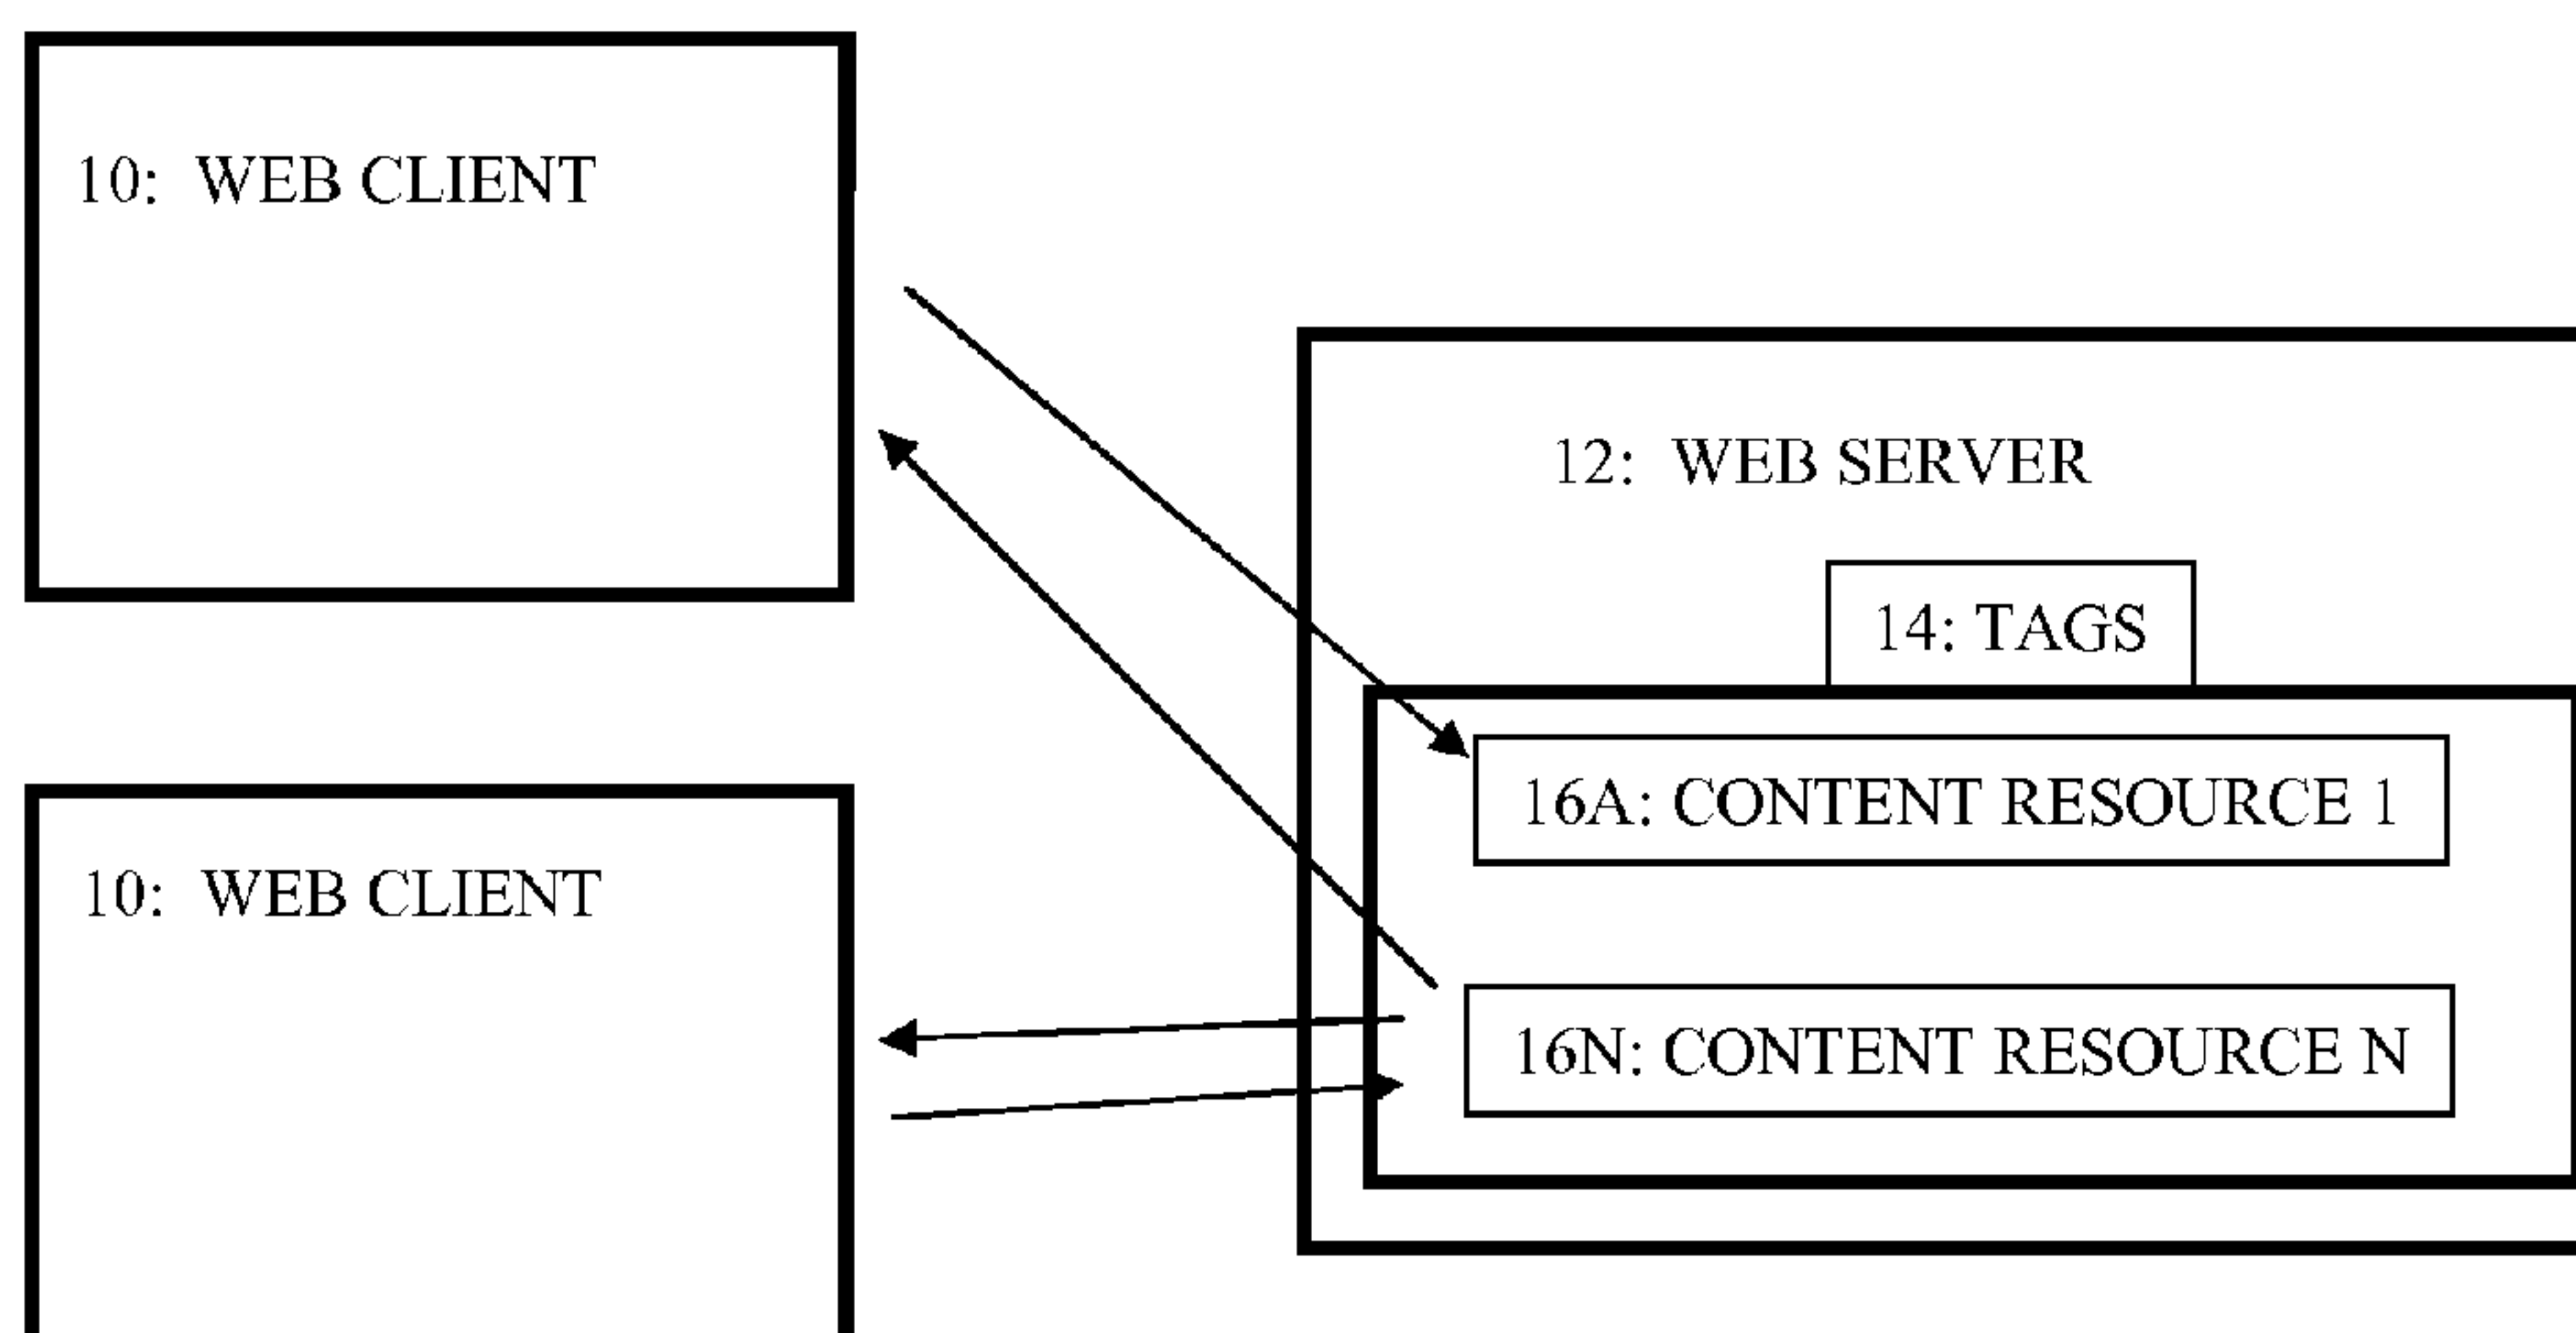 10: WEB CLIENT
12: WEB SERVER
14: TAGS
16A: CONTENT RESOURCE 1
10: WEB CLIENT
16N: CONTENT RESOURCE N